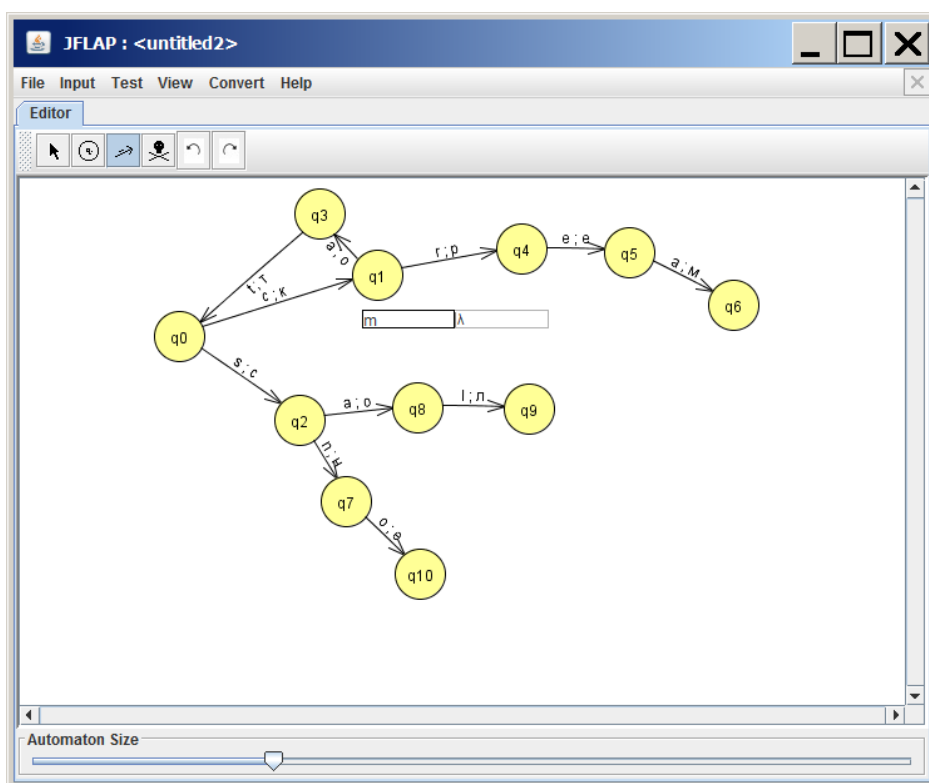 JFLAP : <untitled2>
File Input Test View Convert Help
Editor
q3
a ; о
r ; р
q4
e ; е
q5
q1
t ; т
c ; к
a ; м
q6
m λ
q0
s ; с
q2
a ; о
q8
l ; л
q9
n ; н
q7
o ; е
q10
Automaton Size